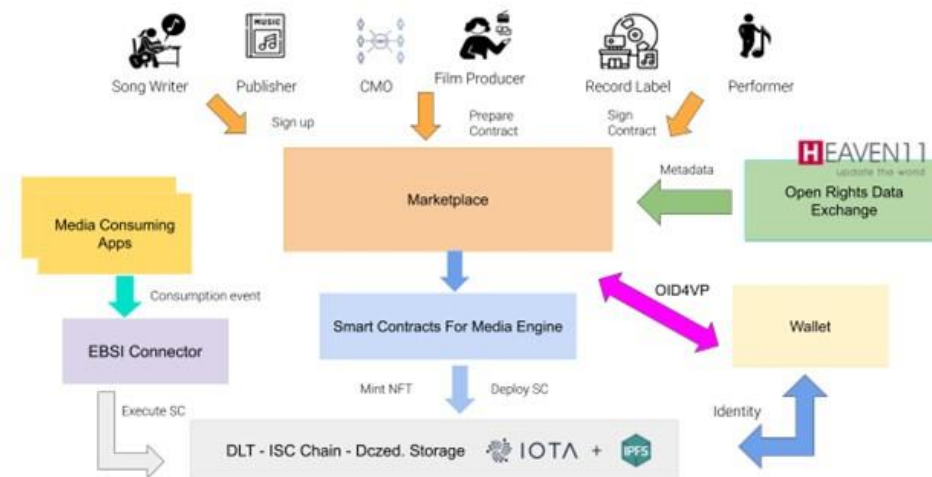 Song Writer
Publisher
CMO
Film Producer
Record Label
Performer
MUSIC
Sign up
Prepare
Contract
Sign
Contract
HEAVEN11
update the world
Metadata
Open Rights Data
Exchange
Marketplace
Media Consuming
Apps
Consumption event
OID4VP
Smart Contracts For Media Engine
Wallet
EBSI Connector
Mint NFT
Deploy SC
Execute SC
Identity
DLT - ISC Chain - Dczed. Storage
IOTA
+
IPFS